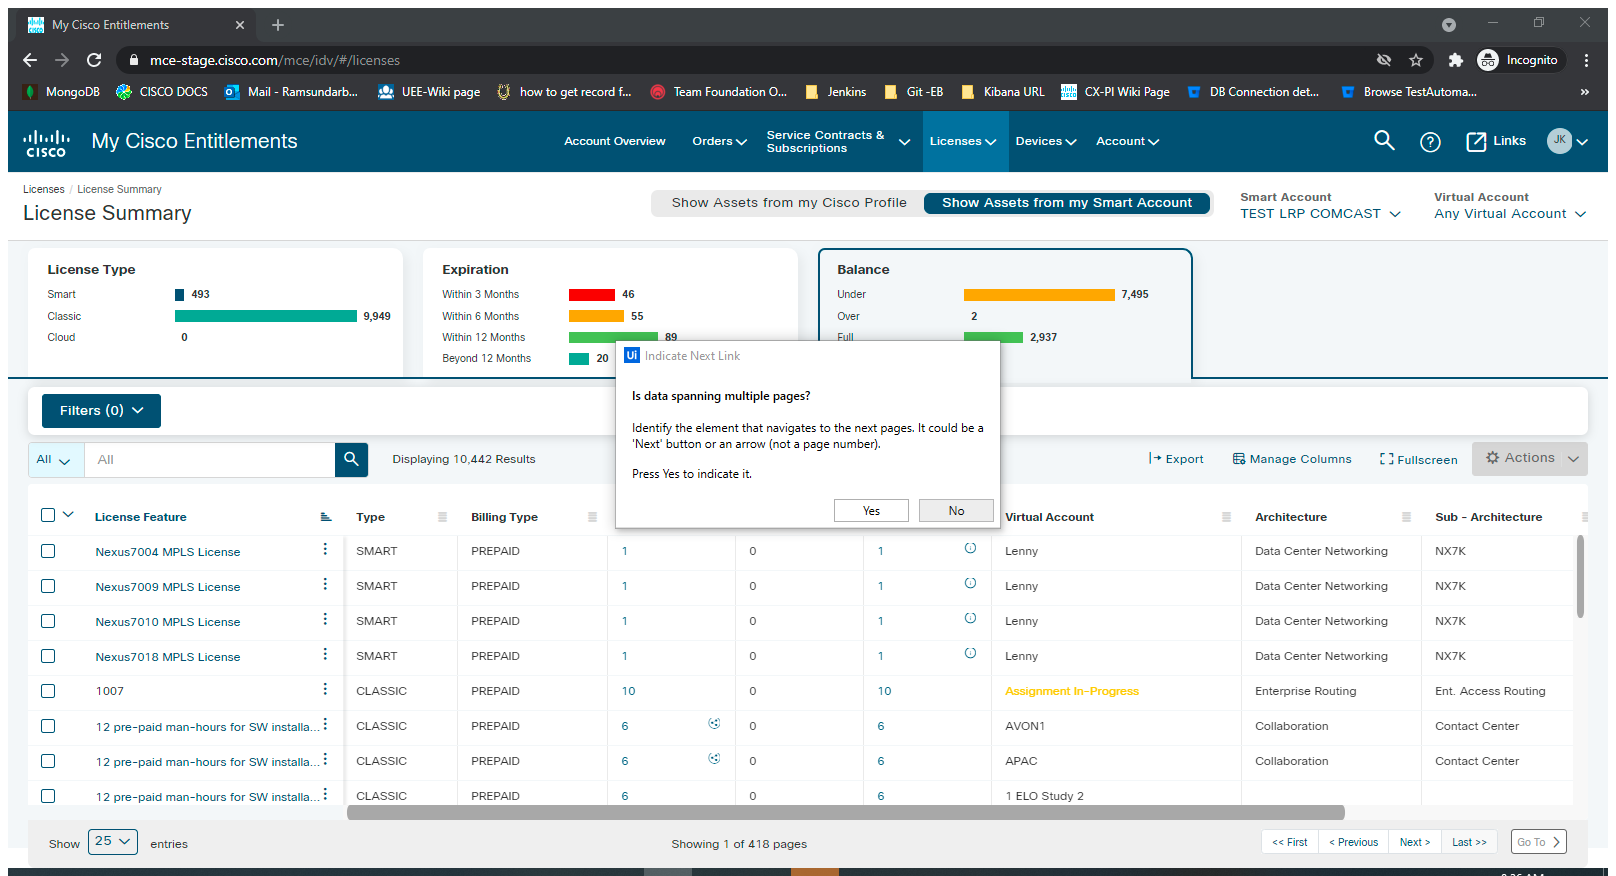 My Cisco Entitlements
mce-stage.cisco.com/mce/idv/#/licenses
Incognito
MongoDB
CISCO DOCS
Mail - Ramsundarb...
UEE-Wiki page
how to get record f...
Team Foundation O...
Jenkins
Git -EB
Kibana URL
CX-PI Wiki Page
DB Connection det...
Browse TestAutoma...
»
CISCO
My Cisco Entitlements
Account Overview
Orders
Service Contracts &
Subscriptions
Licenses
Devices
Account
Links
JK
Licenses / License Summary
License Summary
Show Assets from my Cisco Profile
Show Assets from my Smart Account
Smart Account
TEST LRP COMCAST
Virtual Account
Any Virtual Account
License Type
Smart 493
Classic 9,949
Cloud 0
Expiration
Within 3 Months 46
Within 6 Months 55
Within 12 Months 89
Beyond 12 Months 20
Balance
Under 7,495
Over 2
Full 2,937
Ui Indicate Next Link
Is data spanning multiple pages?
Identify the element that navigates to the next pages. It could be a
'Next' button or an arrow (not a page number).
Press Yes to indicate it.
Yes No
Filters (0)
All
All
Displaying 10,442 Results
Export
Manage Columns
Fullscreen
Actions
License Feature Type Billing Type Virtual Account Architecture Sub - Architecture
Nexus7004 MPLS License SMART PREPAID 1 0 1 Lenny Data Center Networking NX7K
Nexus7009 MPLS License SMART PREPAID 1 0 1 Lenny Data Center Networking NX7K
Nexus7010 MPLS License SMART PREPAID 1 0 1 Lenny Data Center Networking NX7K
Nexus7018 MPLS License SMART PREPAID 1 0 1 Lenny Data Center Networking NX7K
1007 CLASSIC PREPAID 10 0 10 Assignment In-Progress Enterprise Routing Ent. Access Routing
12 pre-paid man-hours for SW installa... CLASSIC PREPAID 6 0 6 AVON1 Collaboration Contact Center
12 pre-paid man-hours for SW installa... CLASSIC PREPAID 6 0 6 APAC Collaboration Contact Center
12 pre-paid man-hours for SW installa... CLASSIC PREPAID 6 0 6 1 ELO Study 2
Show 25 entries
Showing 1 of 418 pages
<< First
< Previous
Next >
Last >>
Go To